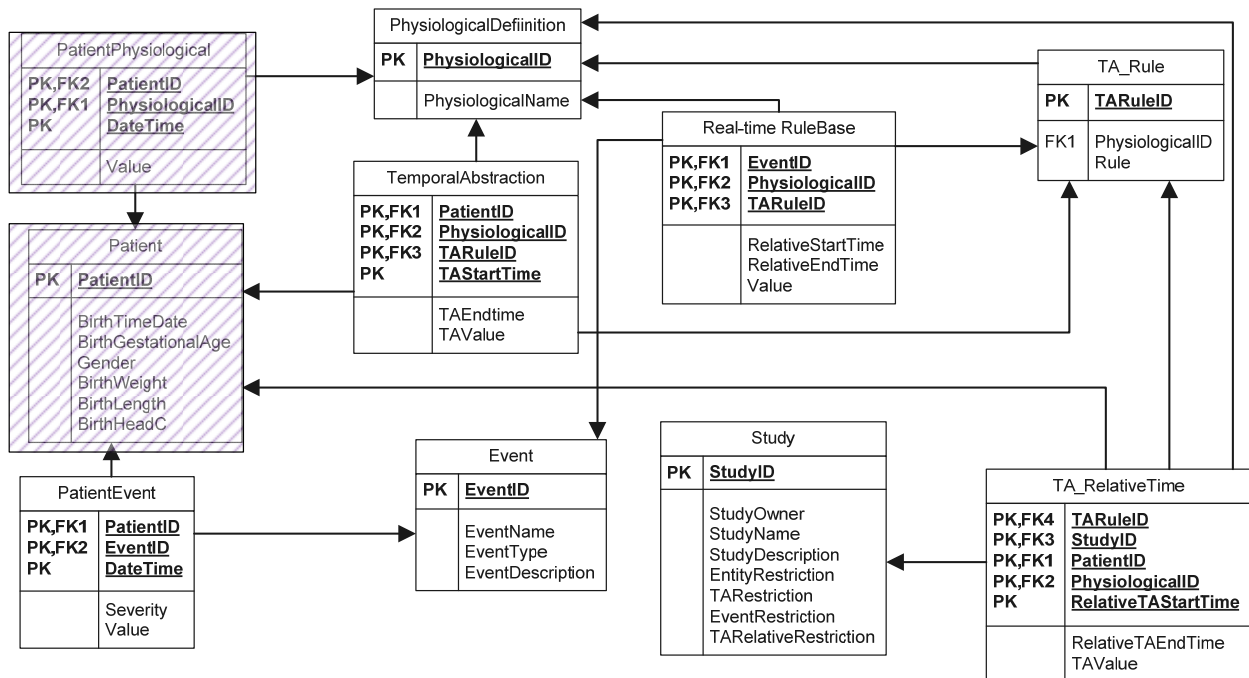 PhysiologicalDefiinition
PK PhysiologicalID
PhysiologicalName
PatientPhysiological
PK,FK2 PatientID
PK,FK1 PhysiologicalID
PK DateTime
Value
TA_Rule
PK TARuleID
FK1 PhysiologicalID
Rule
Real-time RuleBase
PK,FK1 EventID
PK,FK2 PhysiologicalID
PK,FK3 TARuleID
RelativeStartTime
RelativeEndTime
Value
TemporalAbstraction
PK,FK1 PatientID
PK,FK2 PhysiologicalID
PK,FK3 TARuleID
PK TAStartTime
TAEndtime
TAValue
Patient
PK PatientID
BirthTimeDate
BirthGestationalAge
Gender
BirthWeight
BirthLength
BirthHeadC
Event
PK EventID
EventName
EventType
EventDescription
Study
PK StudyID
StudyOwner
StudyName
StudyDescription
EntityRestriction
TARestriction
EventRestriction
TARelativeRestriction
PatientEvent
PK,FK1 PatientID
PK,FK2 EventID
PK DateTime
Severity
Value
TA_RelativeTime
PK,FK4 TARuleID
PK,FK3 StudyID
PK,FK1 PatientID
PK,FK2 PhysiologicalID
PK RelativeTAStartTime
RelativeTAEndTime
TAValue